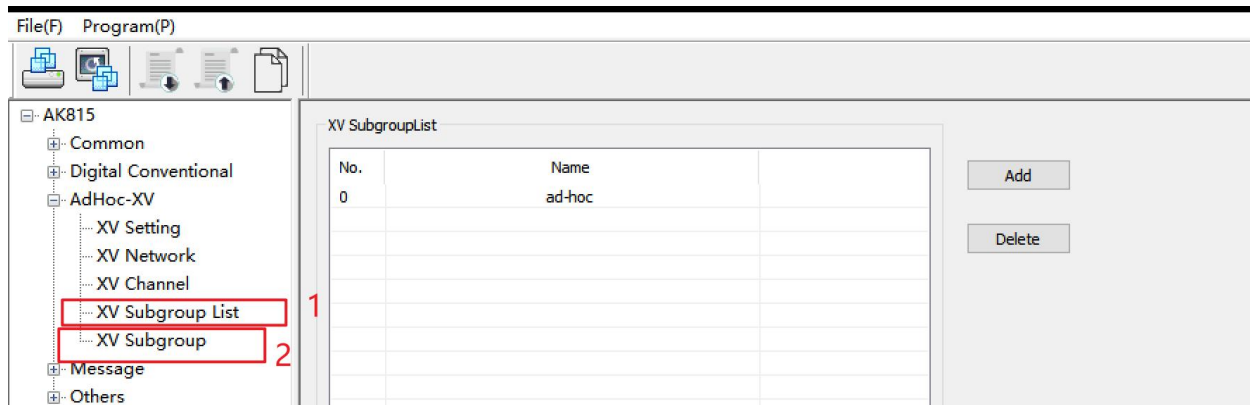 File(F) Program(P)
AK815
Common
Digital Conventional
AdHoc-XV
XV Setting
XV Network
XV Channel
XV Subgroup List
1
XV Subgroup
2
Message
Others
XV SubgroupList
No. Name
0 ad-hoc
Add
Delete